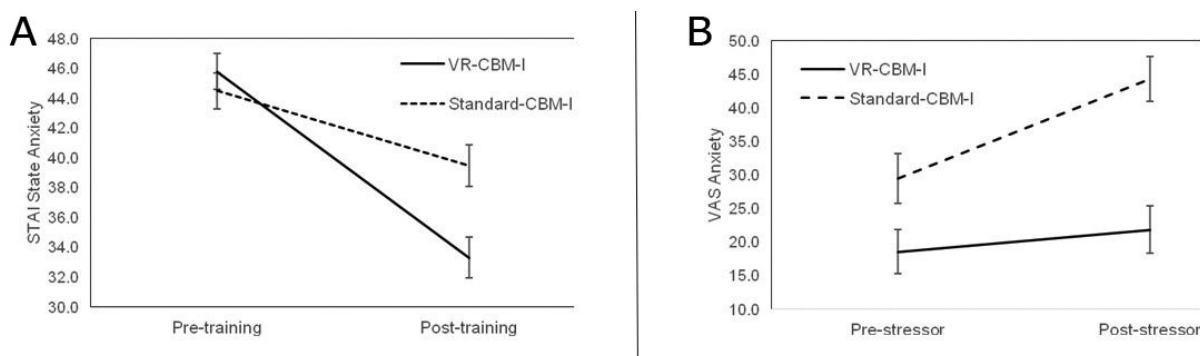 A
STAI State Anxiety
48.0
46.0
44.0
42.0
40.0
38.0
36.0
34.0
32.0
30.0
VR-CBM-I
Standard-CBM-I
Pre-training
Post-training
B
VAS Anxiety
50.0
45.0
40.0
35.0
30.0
25.0
20.0
15.0
10.0
VR-CBM-I
Standard-CBM-I
Pre-stressor
Post-stressor